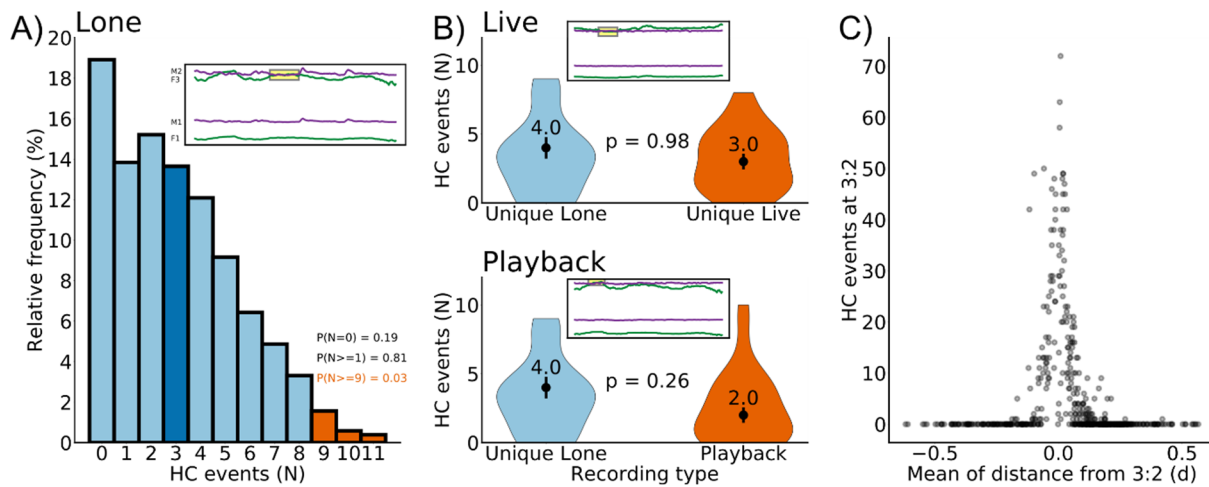 A) Lone
Relative frequency (%)
20
18
16
14
12
10
8
6
4
2
0
M2
F3
M1
F1
P(N=0) = 0.19
P(N>=1) = 0.81
P(N>=9) = 0.03
0 1 2 3 4 5 6 7 8 9 10 11
HC events (N)
B) Live
HC events (N)
10
5
0
4.0
p = 0.98
3.0
Unique Lone
Unique Live
Playback
HC events (N)
10
5
0
4.0
p = 0.26
2.0
Unique Lone
Playback
Recording type
C)
HC events at 3:2
70
60
50
40
30
20
10
0
−0.5 0.0 0.5
Mean of distance from 3:2 (d)